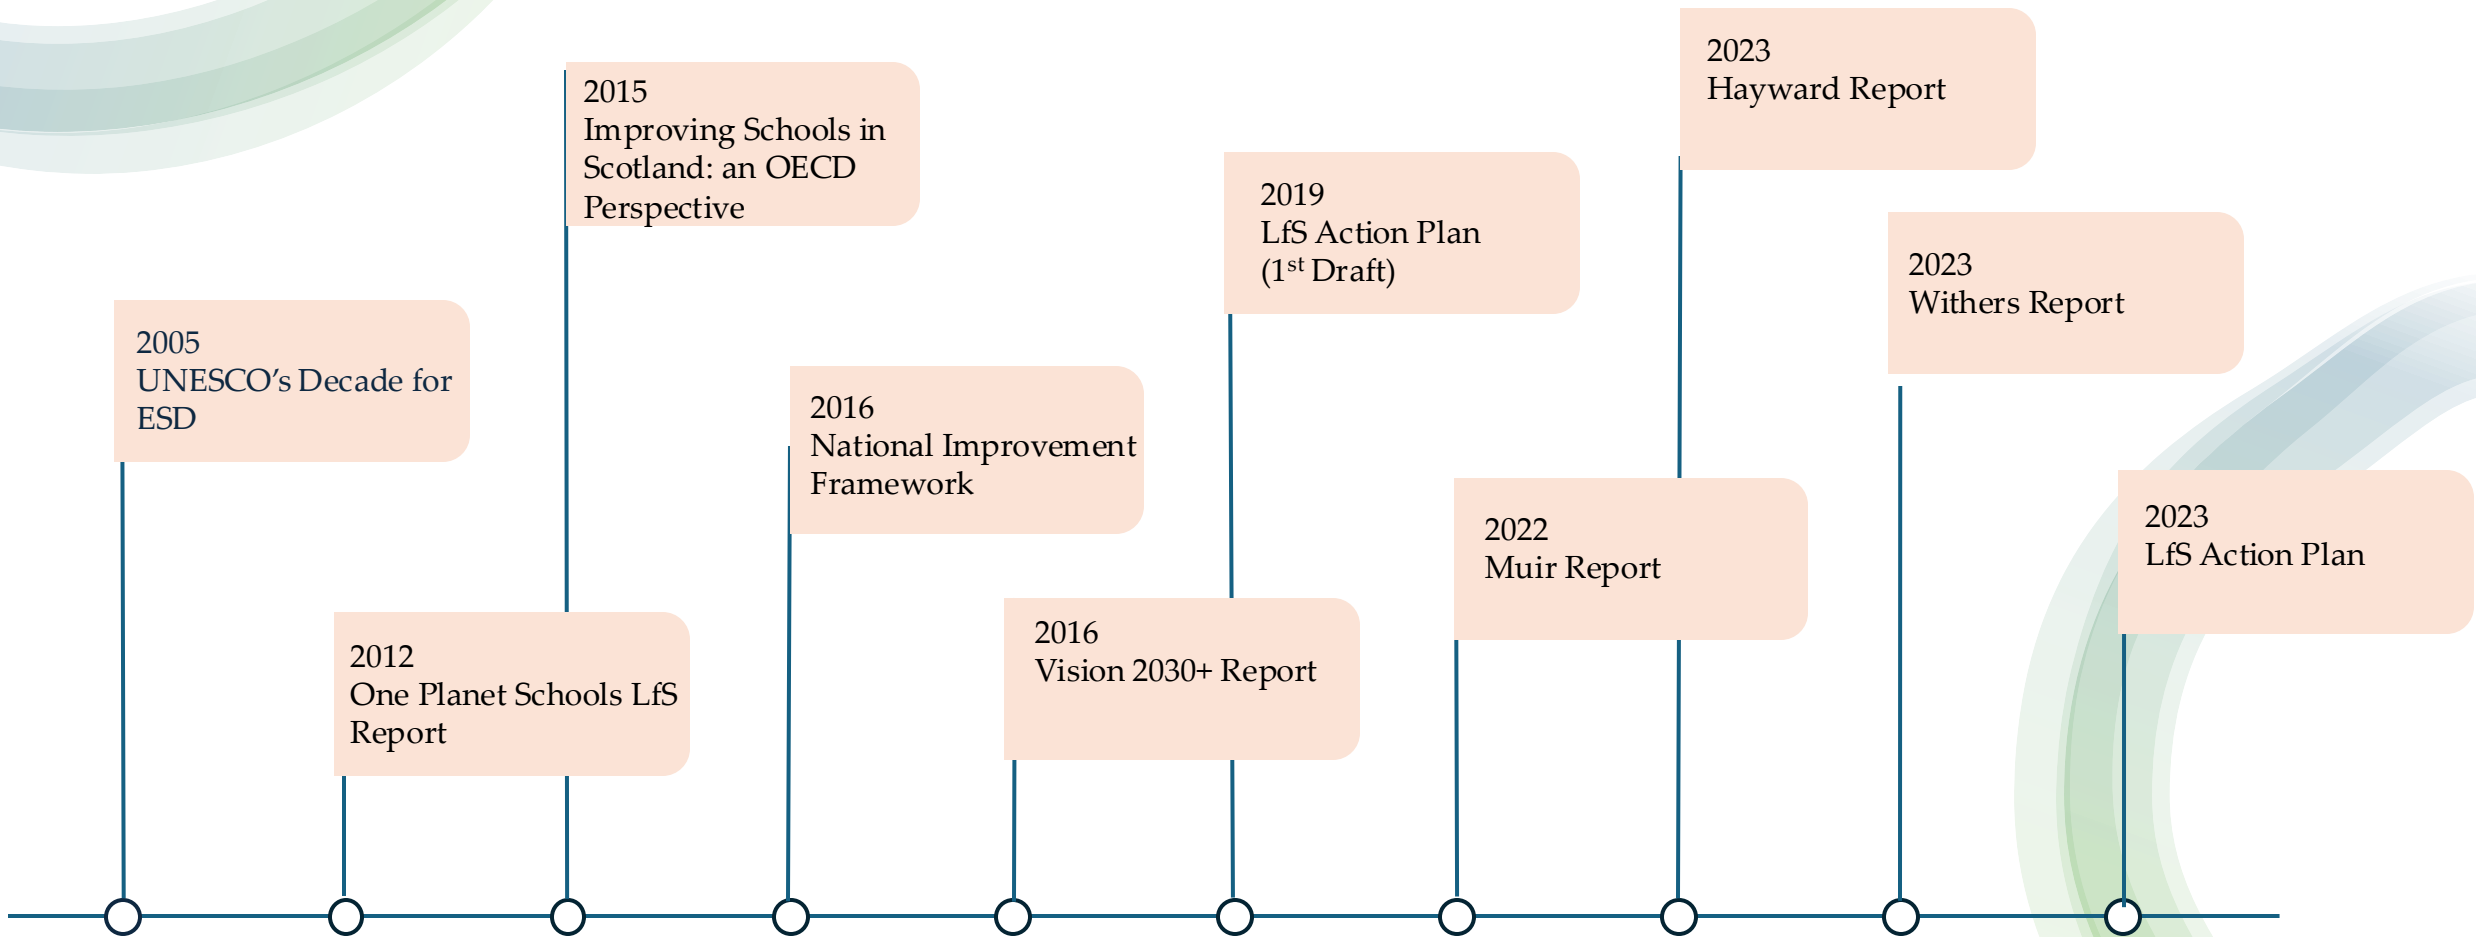 2005
UNESCO’s Decade for
ESD
2012
One Planet Schools LfS
Report
2015
Improving Schools in
Scotland: an OECD
Perspective
2016
National Improvement
Framework
2016
Vision 2030+ Report
2019
LfS Action Plan
(1st Draft)
2022
Muir Report
2023
Hayward Report
2023
Withers Report
2023
LfS Action Plan